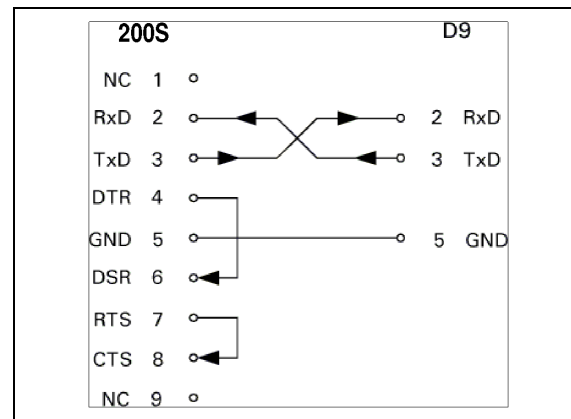 200S D9
NC 1
RxD 2 2 RxD
TxD 3 3 TxD
DTR 4
GND 5 5 GND
DSR 6
RTS 7
CTS 8
NC 9